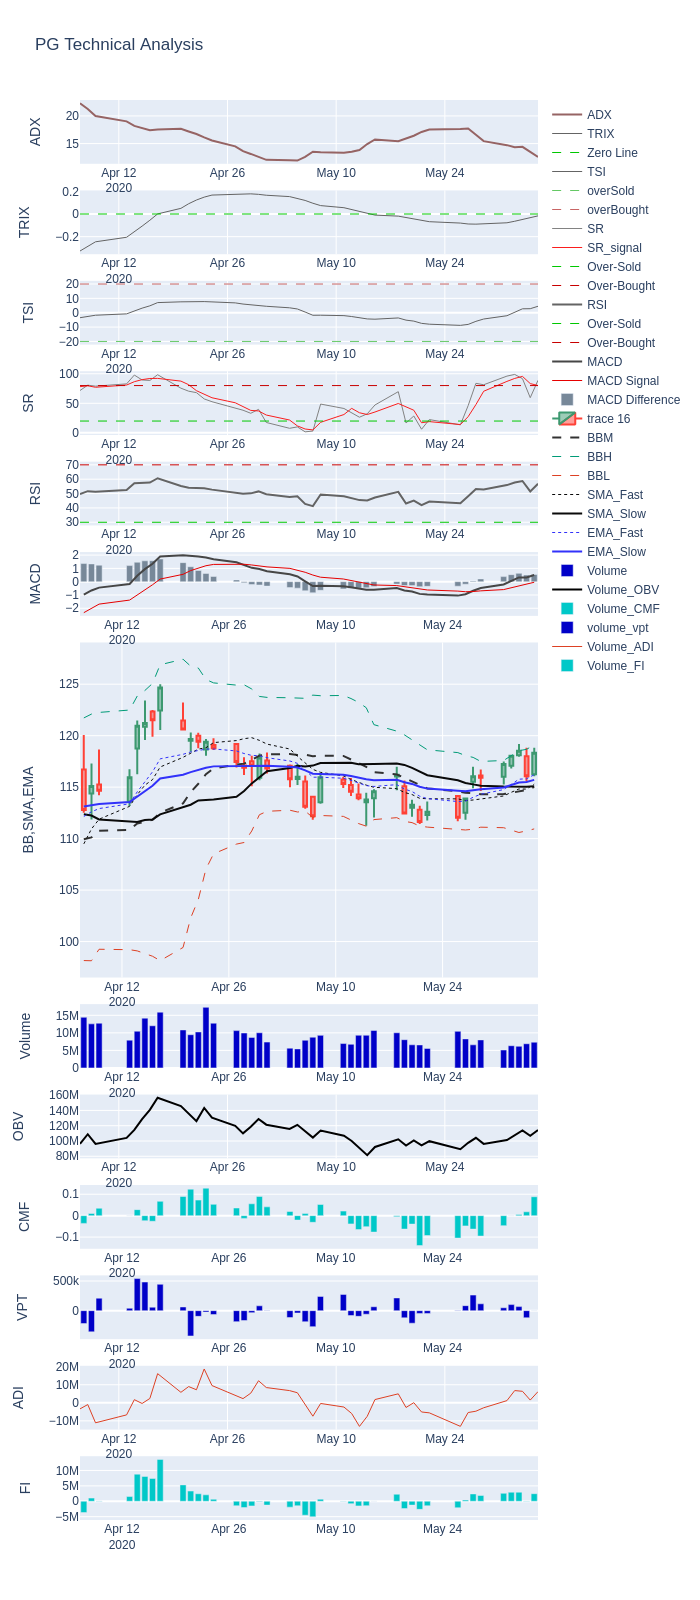 PG Technical Analysis
ADX
20
15
Apr 12
2020
Apr 26
May 10
May 24
TRIX
0.2
0
−0.2
Apr 12
2020
Apr 26
May 10
May 24
TSI
20
10
0
−10
−20
Apr 12
2020
Apr 26
May 10
May 24
SR
100
50
0
Apr 12
2020
Apr 26
May 10
May 24
RSI
70
60
50
40
30
Apr 12
2020
Apr 26
May 10
May 24
MACD
2
1
0
−1
−2
Apr 12
2020
Apr 26
May 10
May 24
BB,SMA,EMA
125
120
115
110
105
100
Apr 12
2020
Apr 26
May 10
May 24
Volume
15M
10M
5M
0
Apr 12
2020
Apr 26
May 10
May 24
OBV
160M
140M
120M
100M
80M
Apr 12
2020
Apr 26
May 10
May 24
CMF
0.1
0
−0.1
Apr 12
2020
Apr 26
May 10
May 24
VPT
500k
0
Apr 12
2020
Apr 26
May 10
May 24
ADI
20M
10M
0
−10M
Apr 12
2020
Apr 26
May 10
May 24
FI
10M
5M
0
−5M
Apr 12
2020
Apr 26
May 10
May 24
ADX
TRIX
Zero Line
TSI
overSold
overBought
SR
SR_signal
Over-Sold
Over-Bought
RSI
Over-Sold
Over-Bought
MACD
MACD Signal
MACD Difference
trace 16
BBM
BBH
BBL
SMA_Fast
SMA_Slow
EMA_Fast
EMA_Slow
Volume
Volume_OBV
Volume_CMF
volume_vpt
Volume_ADI
Volume_FI